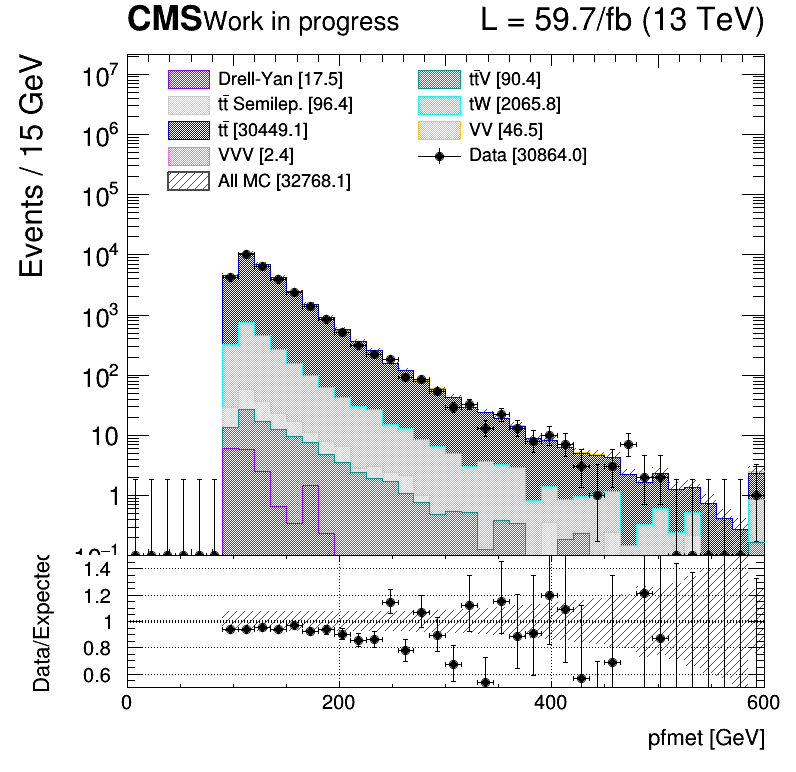 CMS Work in progress L = 59.7/fb (13 TeV)
Events / 15 GeV
Drell-Yan [17.5] tt̄V [90.4]
tt̄ Semilep. [96.4] tW [2065.8]
tt̄ [30449.1] VV [46.5]
VVV [2.4] Data [30864.0]
All MC [32768.1]
10⁷
10⁶
10⁵
10⁴
10³
10²
10
1
10⁻¹
Data/Expected
1.4
1.2
1
0.8
0.6
0 200 400 600
pfmet [GeV]